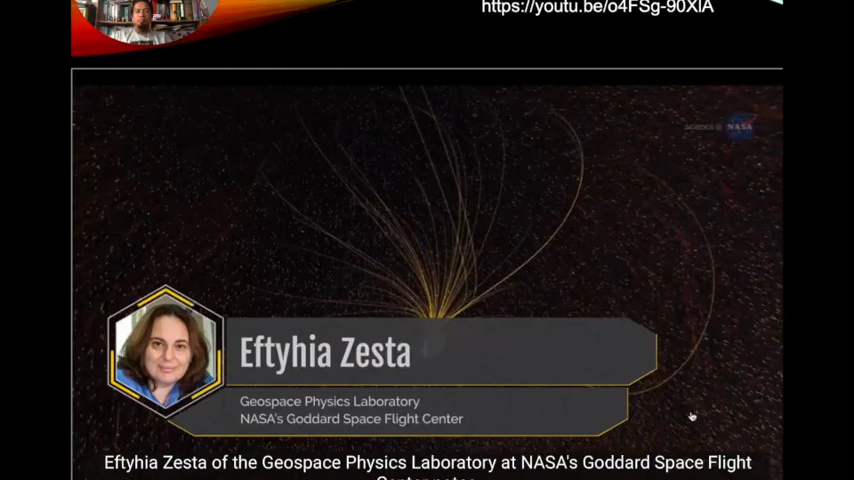 https://youtu.be/o4FSg-90XlA
NASA
Eftyhia Zesta
Geospace Physics Laboratory
NASA's Goddard Space Flight Center
Eftyhia Zesta of the Geospace Physics Laboratory at NASA's Goddard Space Flight